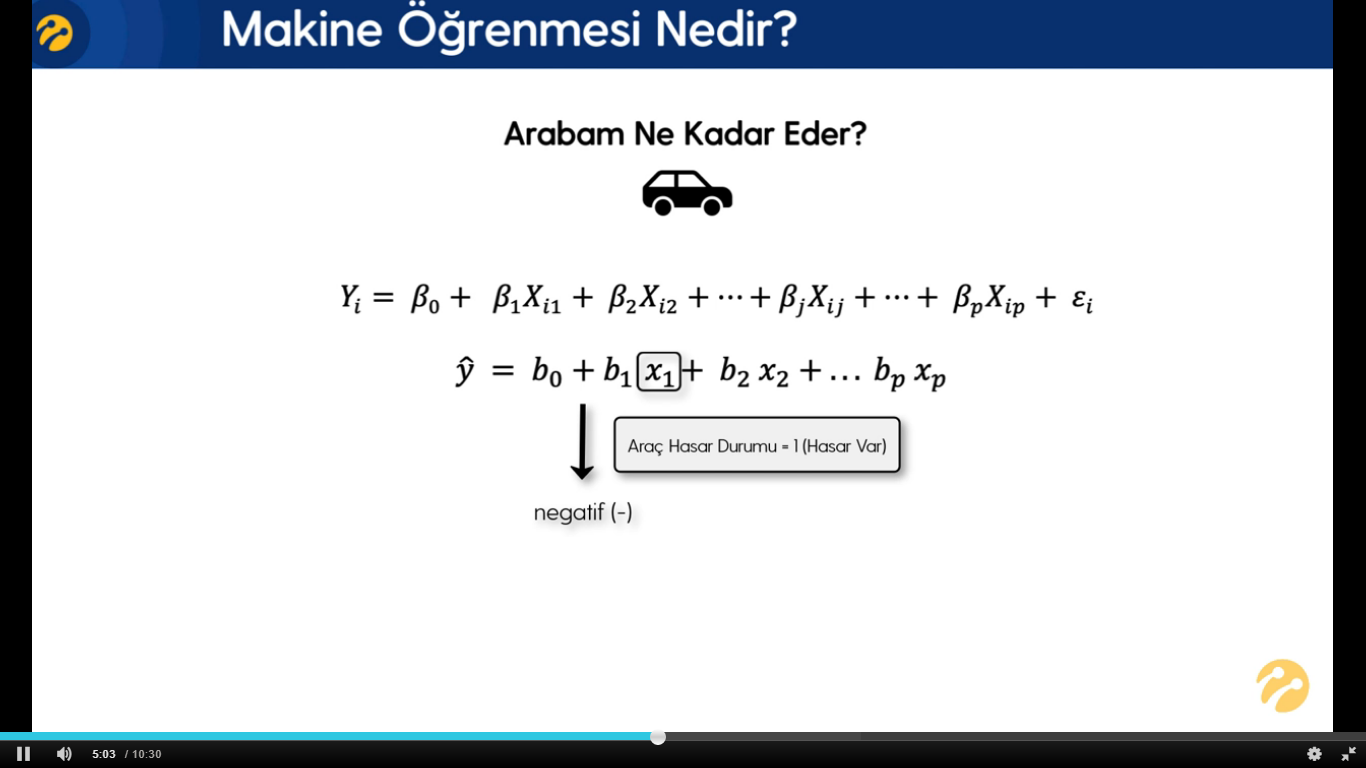 Makine Öğrenmesi Nedir?
Arabam Ne Kadar Eder?
Yᵢ = β₀ + β₁Xᵢ₁ + β₂Xᵢ₂ + ⋯ + βⱼXᵢⱼ + ⋯ + βₚXᵢₚ + εᵢ
ŷ = b₀ + b₁ x₁ + b₂ x₂ + … bₚ xₚ
Araç Hasar Durumu = 1 (Hasar Var)
negatif (-)
5:03 / 10:30